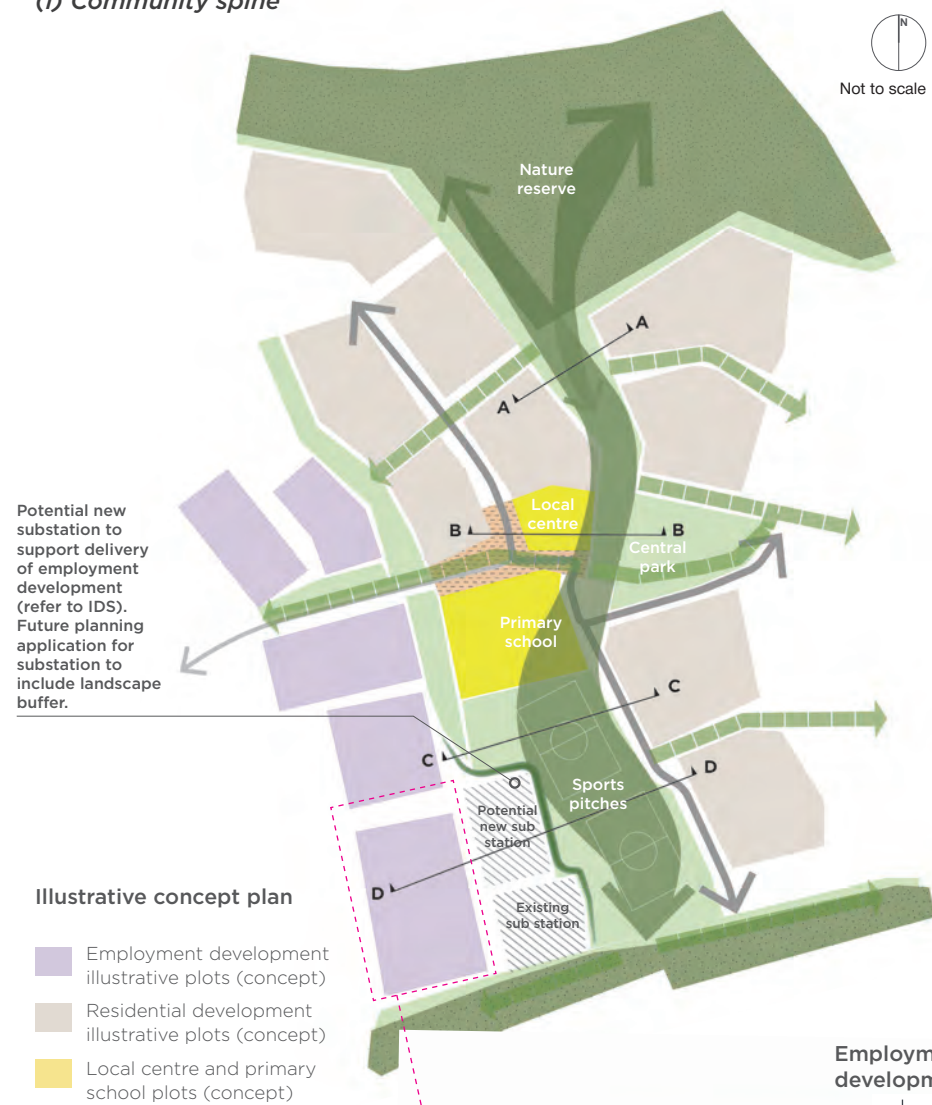 (i) Community spine
N
Not to scale
Nature
reserve
A
A
Local
centre
B
B
Central
park
Potential new
substation to
support delivery
of employment
development
(refer to IDS).
Future planning
application for
substation to
include landscape
buffer.
Primary
school
C
C
D
Sports
pitches
Potential
new sub
station
D
Existing
sub station
Illustrative concept plan
Employment development
illustrative plots (concept)
Residential development
illustrative plots (concept)
Local centre and primary
school plots (concept)
Employm
developm